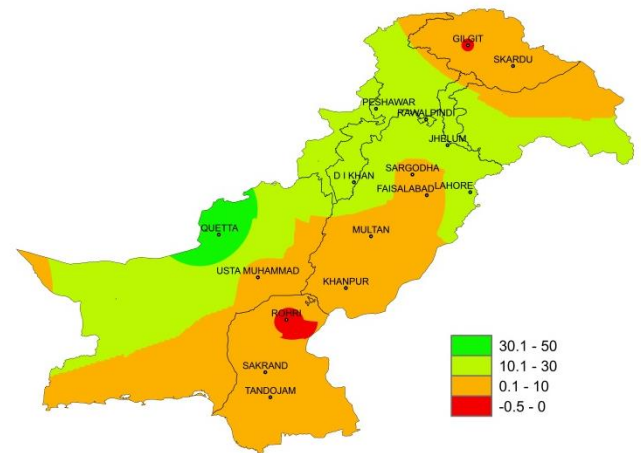 GILGIT
SKARDU
PESHAWAR
RAWALPINDI
JHELUM
D I KHAN
SARGODHA
FAISALABAD
LAHORE
QUETTA
MULTAN
USTA MUHAMMAD
KHANPUR
ROHRI
SAKRAND
TANDOJAM
30.1 - 50
10.1 - 30
0.1 - 10
-0.5 - 0